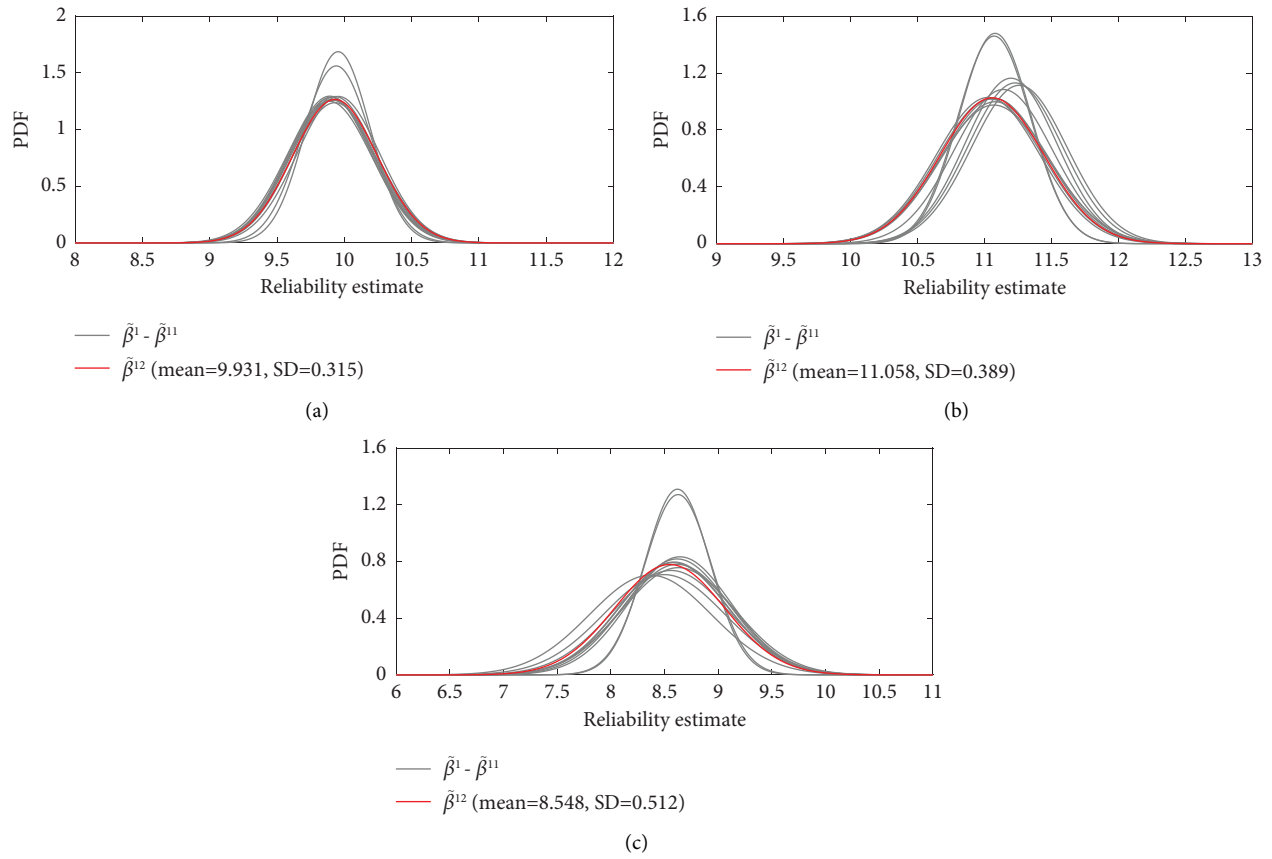 2
1.5
1
0.5
0
PDF
8 8.5 9 9.5 10 10.5 11 11.5 12
Reliability estimate
β̃¹ - β̃¹¹
β̃¹² (mean=9.931, SD=0.315)
(a)
1.6
1.2
0.8
0.4
0
PDF
9 9.5 10 10.5 11 11.5 12 12.5 13
Reliability estimate
β̃¹ - β̃¹¹
β̃¹² (mean=11.058, SD=0.389)
(b)
1.6
1.2
0.8
0.4
0
PDF
6 6.5 7 7.5 8 8.5 9 9.5 10 10.5 11
Reliability estimate
β̃¹ - β̃¹¹
β̃¹² (mean=8.548, SD=0.512)
(c)